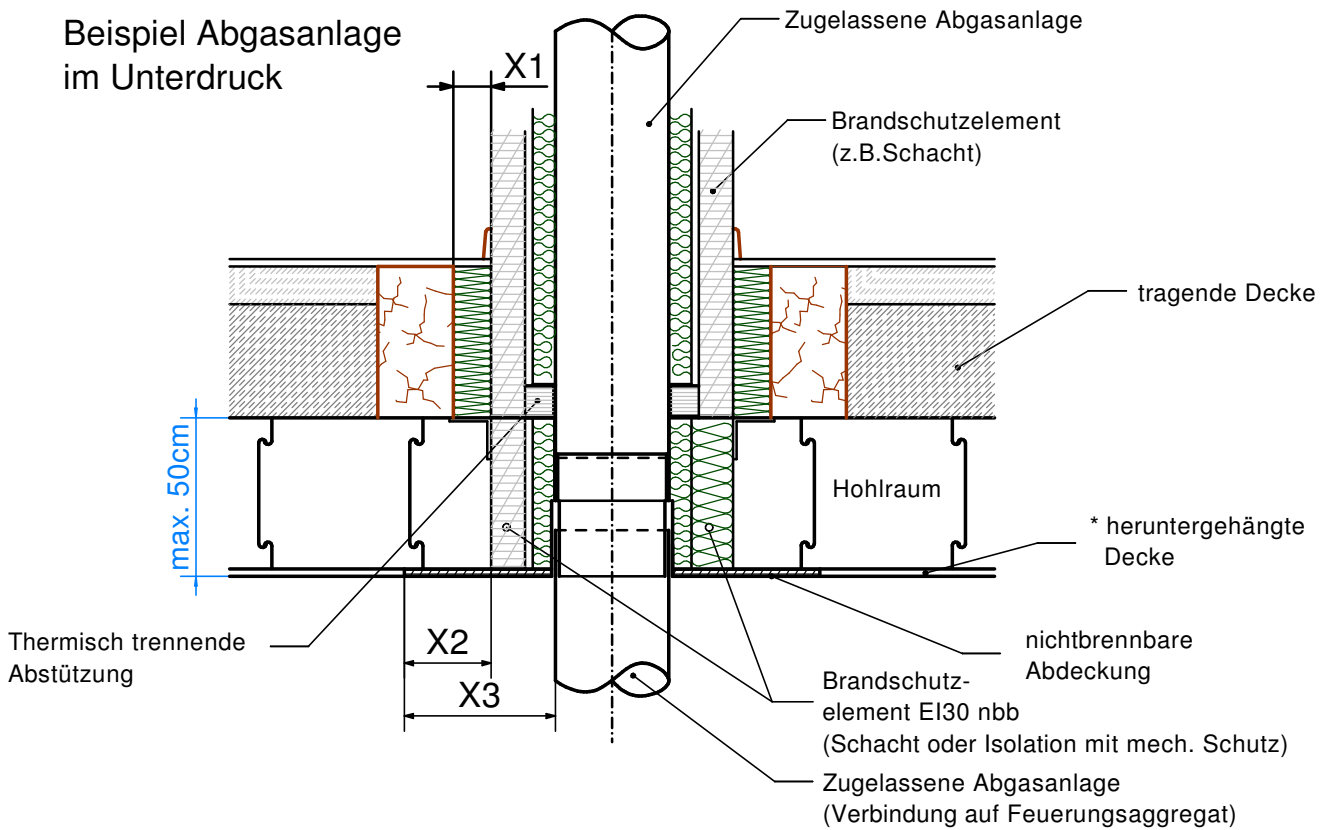 Beispiel Abgasanlage
im Unterdruck
X1
Zugelassene Abgasanlage
Brandschutzelement
(z.B.Schacht)
tragende Decke
max. 50cm
Hohlraum
* heruntergehängte
Decke
Thermisch trennende
Abstützung
X2
X3
nichtbrennbare
Abdeckung
Brandschutz-
element EI30 nbb
(Schacht oder Isolation mit mech. Schutz)
Zugelassene Abgasanlage
(Verbindung auf Feuerungsaggregat)